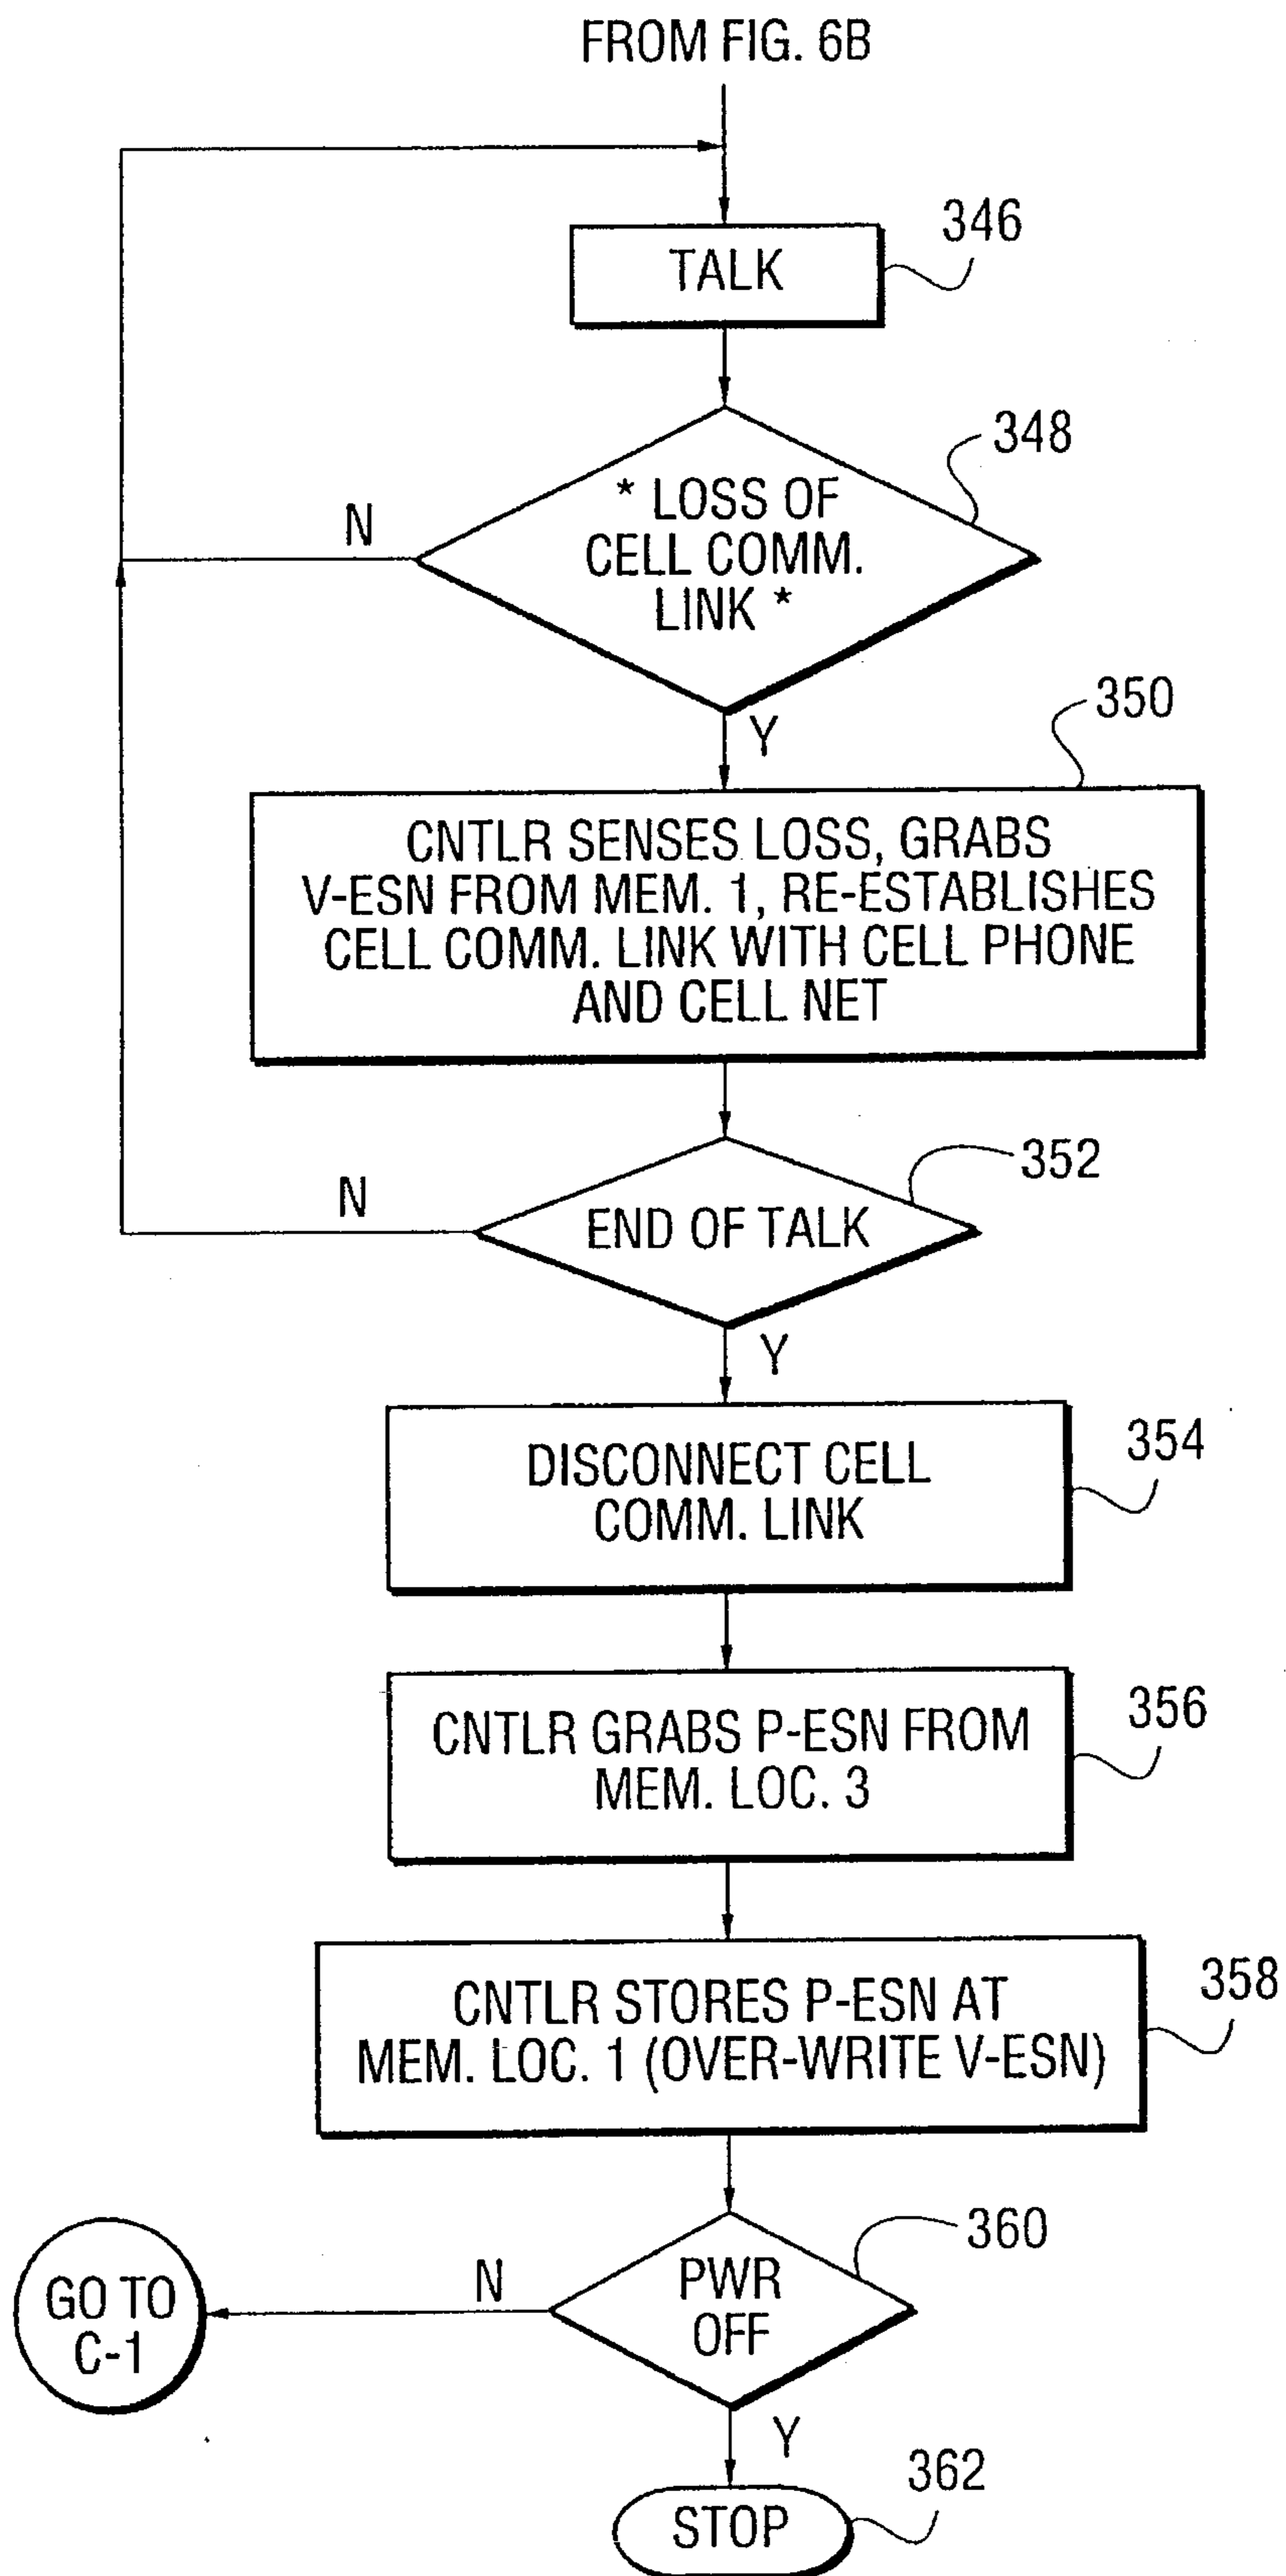 FROM FIG. 6B
TALK
346
348
* LOSS OF
CELL COMM.
LINK *
N
Y
350
CNTLR SENSES LOSS, GRABS
V-ESN FROM MEM. 1, RE-ESTABLISHES
CELL COMM. LINK WITH CELL PHONE
AND CELL NET
352
N
END OF TALK
Y
DISCONNECT CELL
COMM. LINK
354
CNTLR GRABS P-ESN FROM
MEM. LOC. 3
356
CNTLR STORES P-ESN AT
MEM. LOC. 1 (OVER-WRITE V-ESN)
358
360
PWR
OFF
N
GO TO
C-1
Y
362
STOP